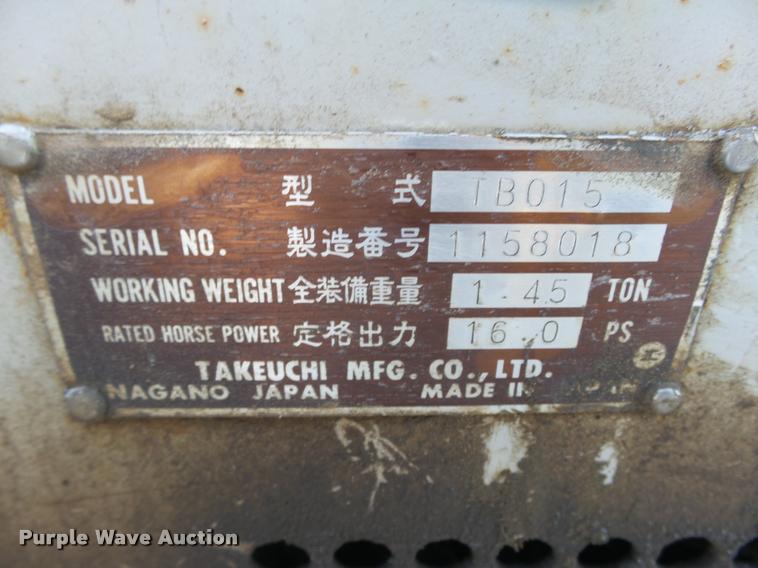 MODEL 型式 TB015
SERIAL NO. 製造番号 1158018
WORKING WEIGHT 全装備重量 1.45 TON
RATED HORSE POWER 定格出力 16.0 PS
TAKEUCHI MFG. CO., LTD.
NAGANO JAPAN MADE IN
Purple Wave Auction